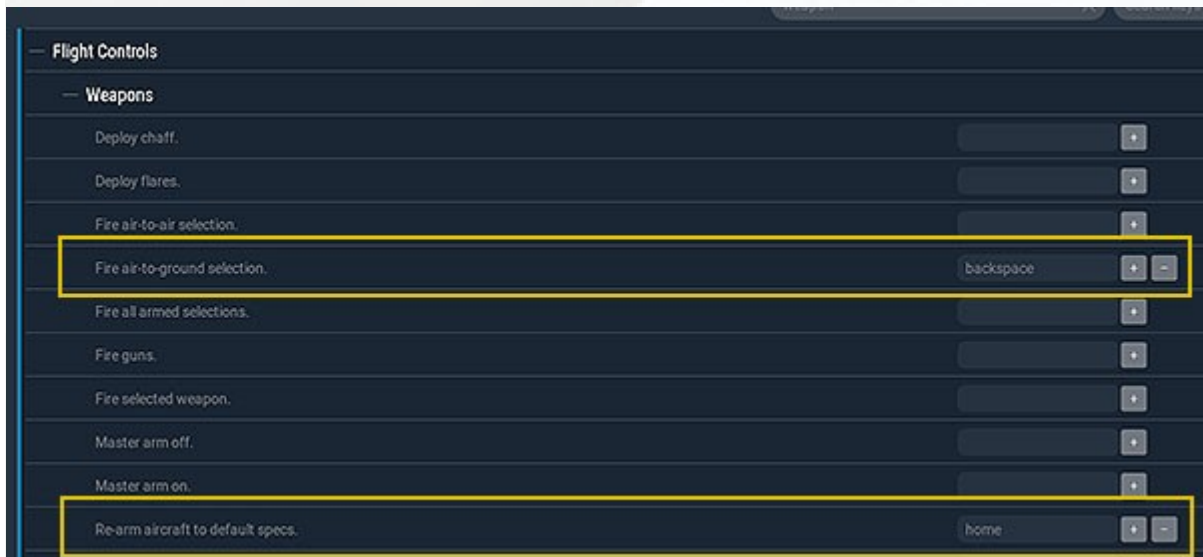 Flight Controls
Weapons
Deploy chaff.
Deploy flares.
Fire air-to-air selection.
Fire air-to-ground selection. backspace
Fire all armed selections.
Fire guns.
Fire selected weapon.
Master arm off.
Master arm on.
Re-arm aircraft to default specs. home